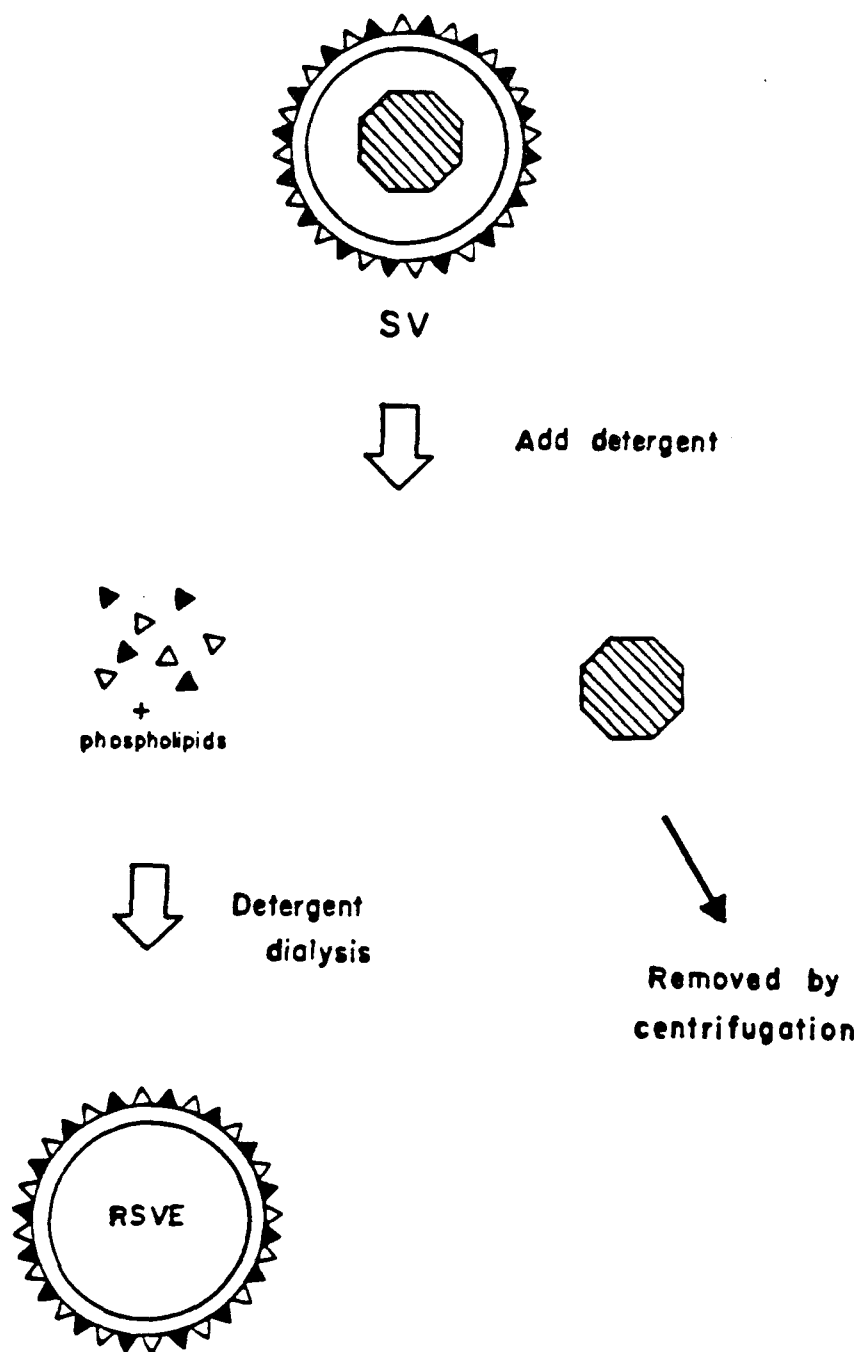 SV
Add detergent
+
phospholipids
Detergent
dialysis
Removed by
centrifugation
RSVE